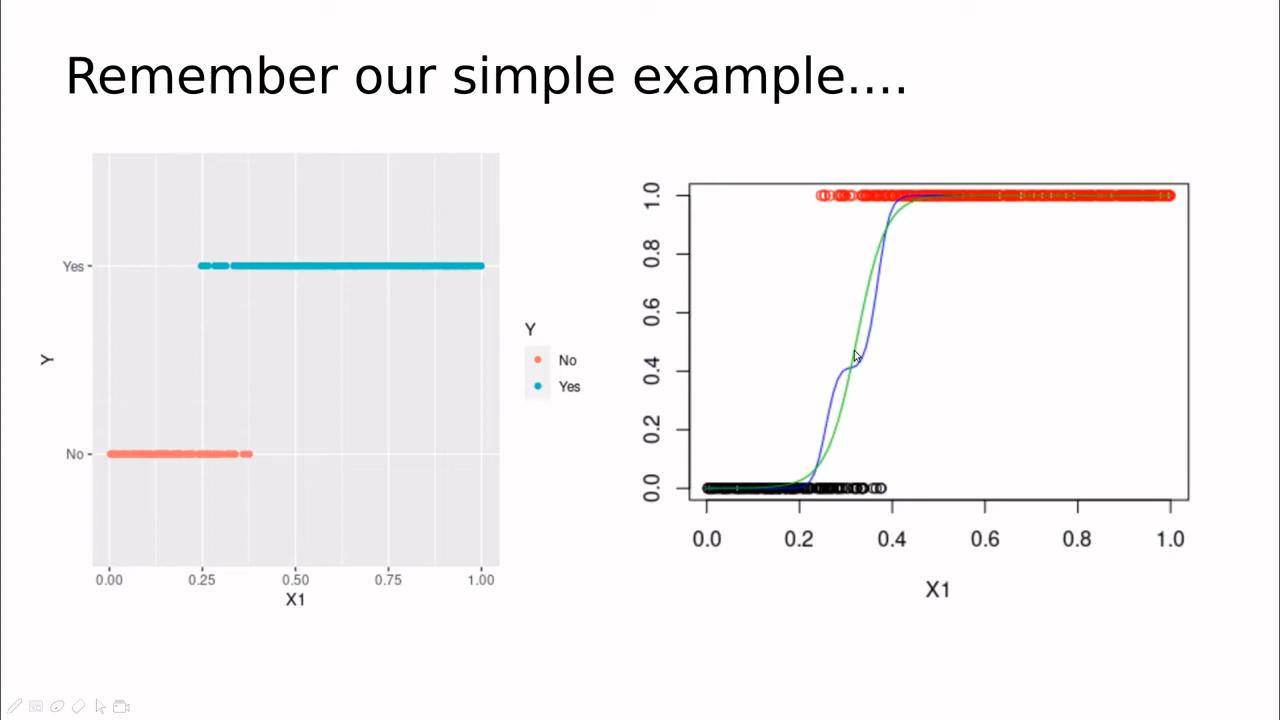 Remember our simple example....
Yes
No
Y
0.00 0.25 0.50 0.75 1.00
X1
Y
No
Yes
1.0
0.8
0.6
0.4
0.2
0.0
0.0 0.2 0.4 0.6 0.8 1.0
X1